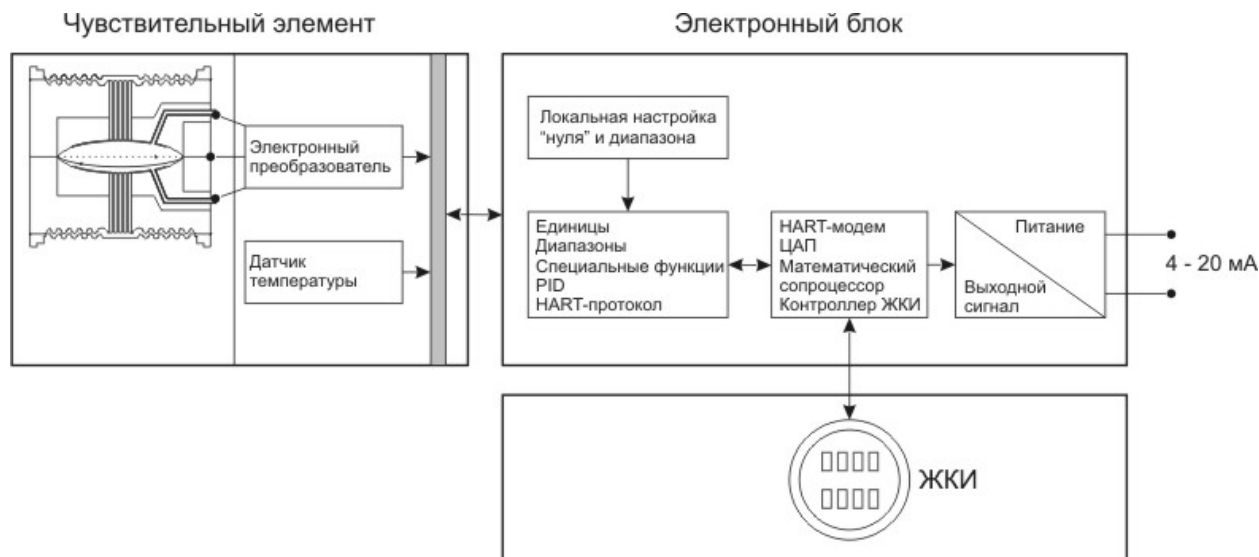 Чувствительный элемент
Электронный блок
Электронный
преобразователь
Датчик
температуры
Локальная настройка
"нуля" и диапазона
Единицы
Диапазоны
Специальные функции
PID
HART-протокол
HART-модем
ЦАП
Математический
сопроцессор
Контроллер ЖКИ
Питание
Выходной
сигнал
4 - 20 мА
ЖКИ